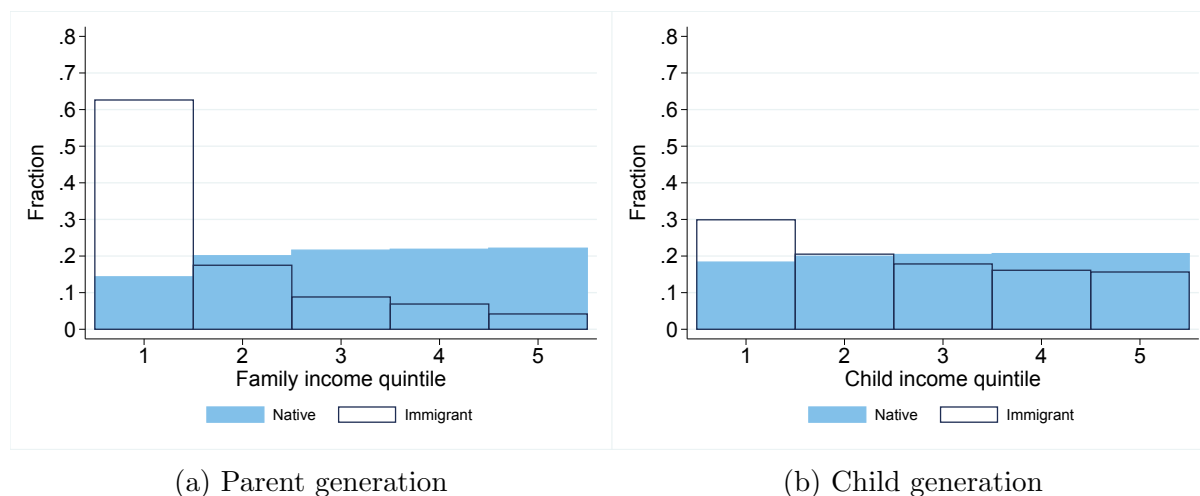 .8
.7
.6
.5
.4
.3
.2
.1
0
Fraction
1 2 3 4 5
Family income quintile
Native Immigrant
(a) Parent generation
.8
.7
.6
.5
.4
.3
.2
.1
0
Fraction
1 2 3 4 5
Child income quintile
Native Immigrant
(b) Child generation